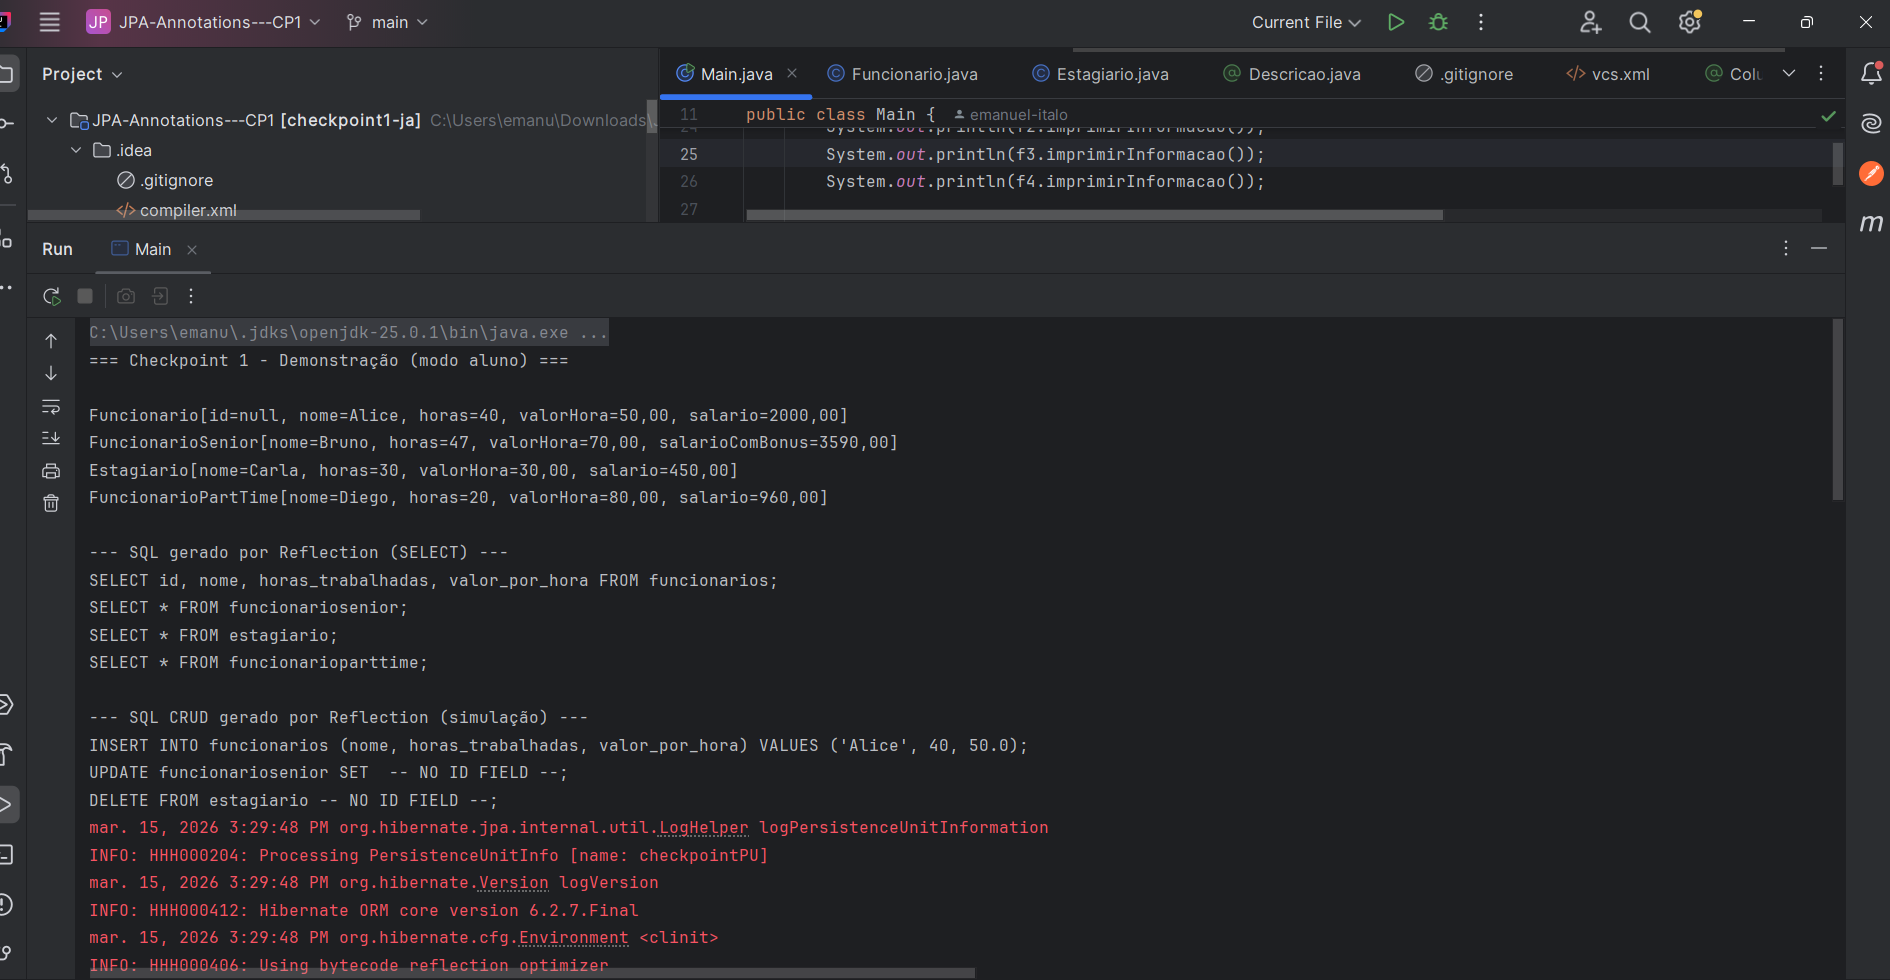 JP JPA-Annotations---CP1 main Current File
Project
Main.java Funcionario.java Estagiario.java Descricao.java .gitignore vcs.xml
JPA-Annotations---CP1 [checkpoint1-ja] C:\Users\emanu\Downloads\
.idea
.gitignore
compiler.xml
11 public class Main { emanuel-italo
24 System.out.println(f2.imprimirInformacao());
25 System.out.println(f3.imprimirInformacao());
26 System.out.println(f4.imprimirInformacao());
27
m
Run Main
C:\Users\emanu\.jdks\openjdk-25.0.1\bin\java.exe ...
=== Checkpoint 1 - Demonstração (modo aluno) ===
Funcionario[id=null, nome=Alice, horas=40, valorHora=50,00, salario=2000,00]
FuncionarioSenior[nome=Bruno, horas=47, valorHora=70,00, salarioComBonus=3590,00]
Estagiario[nome=Carla, horas=30, valorHora=30,00, salario=450,00]
FuncionarioPartTime[nome=Diego, horas=20, valorHora=80,00, salario=960,00]
--- SQL gerado por Reflection (SELECT) ---
SELECT id, nome, horas_trabalhadas, valor_por_hora FROM funcionarios;
SELECT * FROM funcionariosenior;
SELECT * FROM estagiario;
SELECT * FROM funcionarioparttime;
--- SQL CRUD gerado por Reflection (simulação) ---
INSERT INTO funcionarios (nome, horas_trabalhadas, valor_por_hora) VALUES ('Alice', 40, 50.0);
UPDATE funcionariosenior SET  -- NO ID FIELD --;
DELETE FROM estagiario -- NO ID FIELD --;
mar. 15, 2026 3:29:48 PM org.hibernate.jpa.internal.util.LogHelper logPersistenceUnitInformation
INFO: HHH000204: Processing PersistenceUnitInfo [name: checkpointPU]
mar. 15, 2026 3:29:48 PM org.hibernate.Version logVersion
INFO: HHH000412: Hibernate ORM core version 6.2.7.Final
mar. 15, 2026 3:29:48 PM org.hibernate.cfg.Environment <clinit>
INFO: HHH000406: Using bytecode reflection optimizer